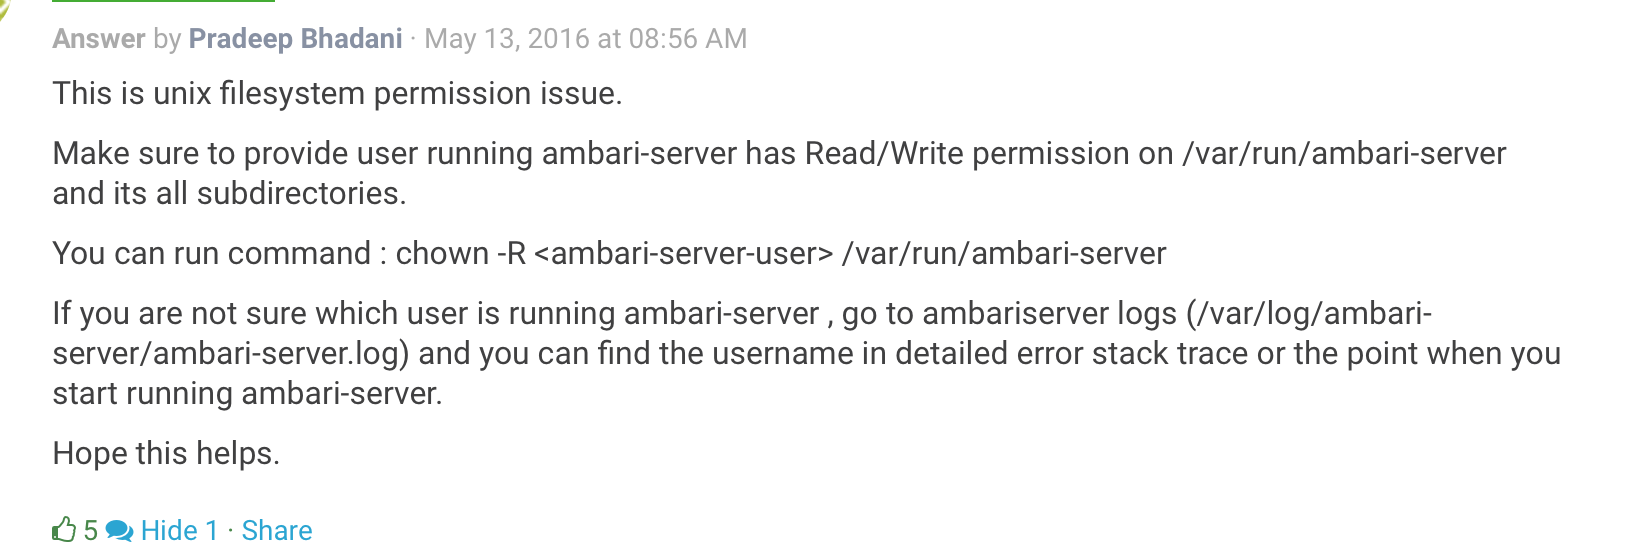 Answer by Pradeep Bhadani · May 13, 2016 at 08:56 AM
This is unix filesystem permission issue.
Make sure to provide user running ambari-server has Read/Write permission on /var/run/ambari-server
and its all subdirectories.
You can run command : chown -R <ambari-server-user> /var/run/ambari-server
If you are not sure which user is running ambari-server , go to ambariserver logs (/var/log/ambari-
server/ambari-server.log) and you can find the username in detailed error stack trace or the point when you
start running ambari-server.
Hope this helps.
5 Hide 1 · Share